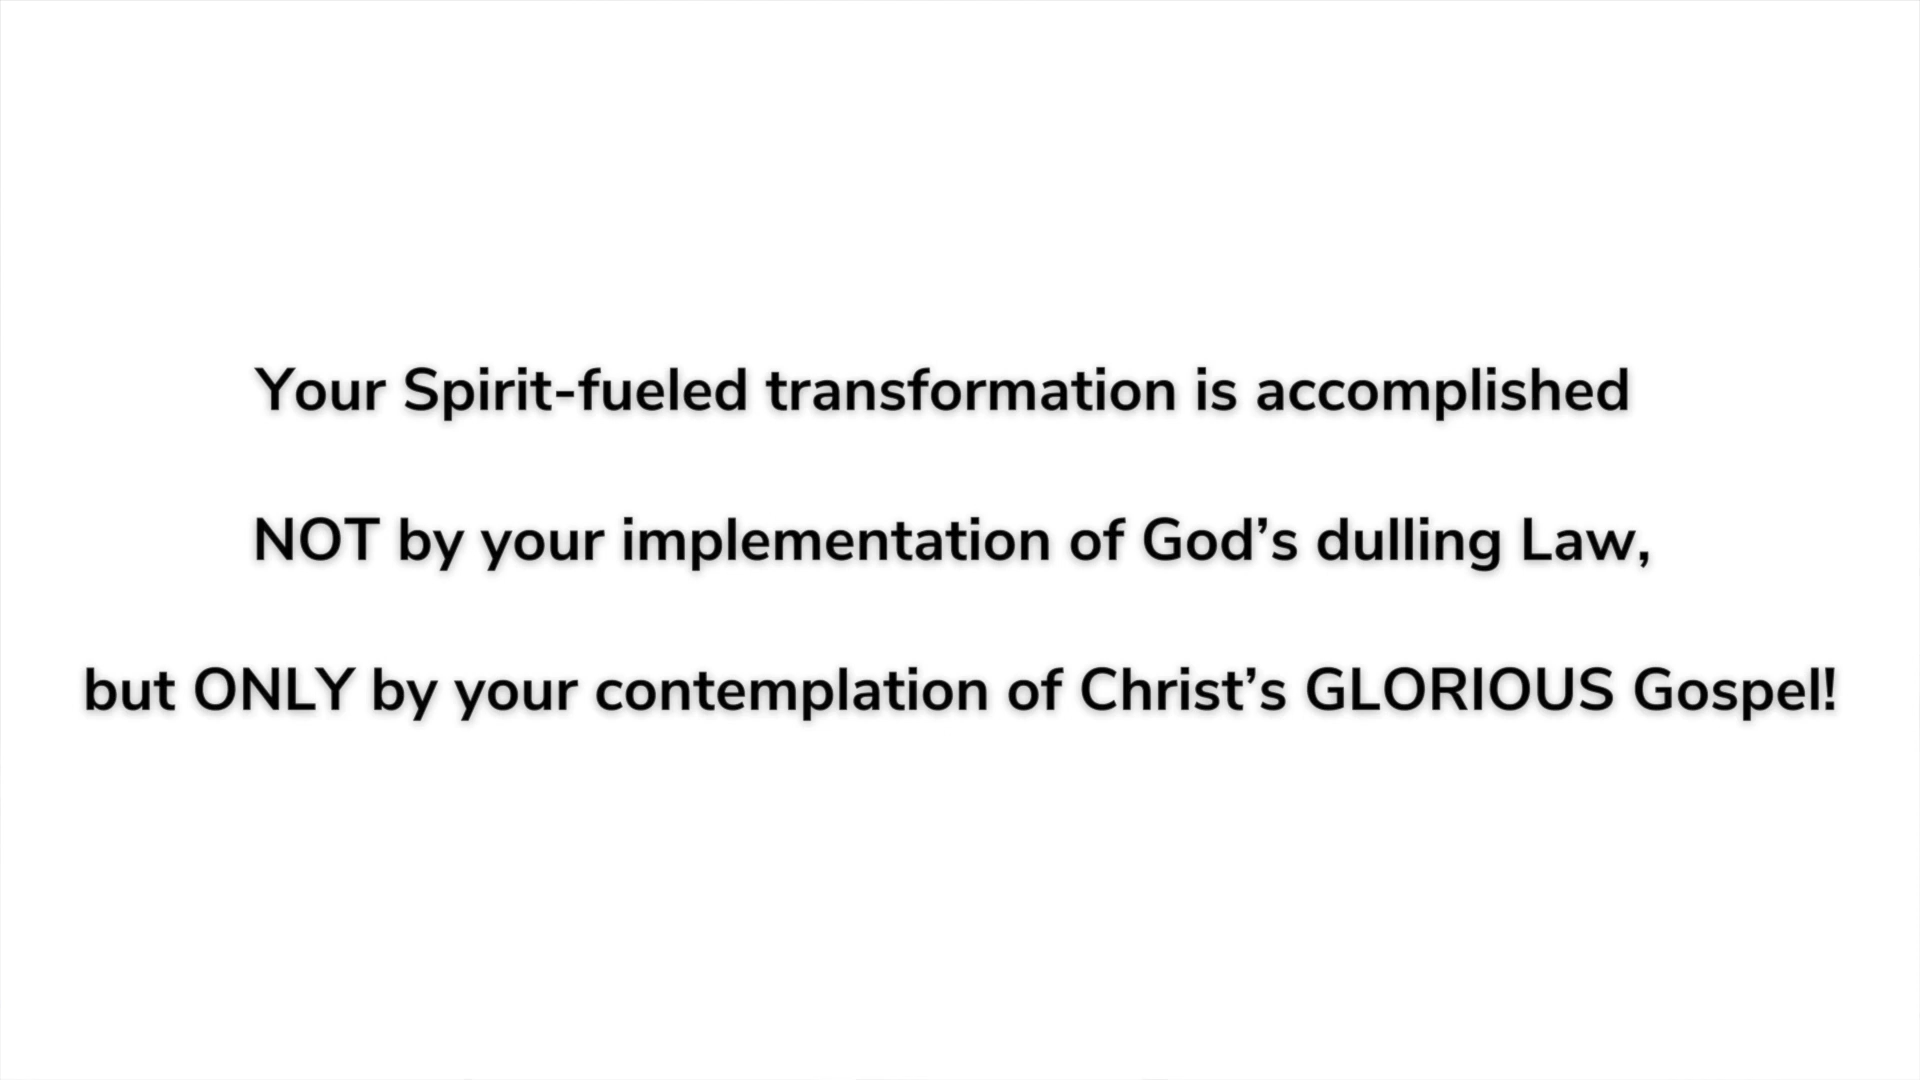 Your Spirit-fueled transformation is accomplished
NOT by your implementation of God’s dulling Law,
but ONLY by your contemplation of Christ’s GLORIOUS Gospel!